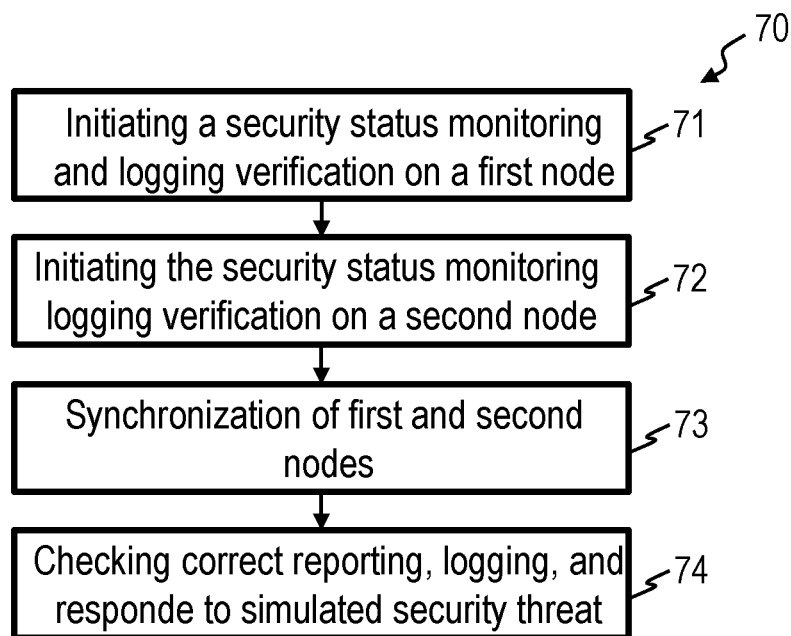 70
Initiating a security status monitoring
and logging verification on a first node
71
Initiating the security status monitoring
logging verification on a second node
72
Synchronization of first and second
nodes
73
Checking correct reporting, logging, and
responde to simulated security threat
74